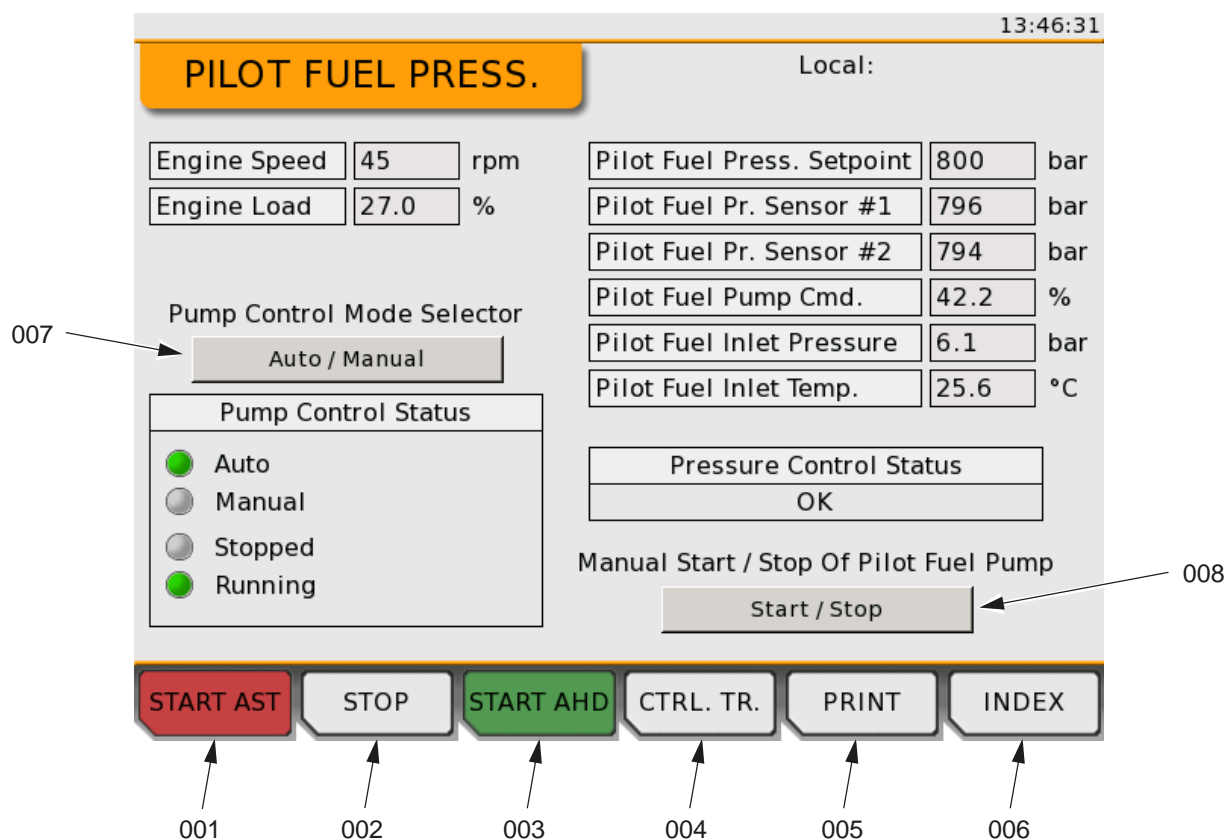 13:46:31
PILOT FUEL PRESS.
Local:
Engine Speed 45 rpm
Engine Load 27.0 %
Pilot Fuel Press. Setpoint 800 bar
Pilot Fuel Pr. Sensor #1 796 bar
Pilot Fuel Pr. Sensor #2 794 bar
Pilot Fuel Pump Cmd. 42.2 %
Pilot Fuel Inlet Pressure 6.1 bar
Pilot Fuel Inlet Temp. 25.6 °C
Pump Control Mode Selector
007
Auto / Manual
Pump Control Status
Auto
Manual
Stopped
Running
Pressure Control Status
OK
Manual Start / Stop Of Pilot Fuel Pump
008
Start / Stop
START AST STOP START AHD CTRL. TR. PRINT INDEX
001 002 003 004 005 006